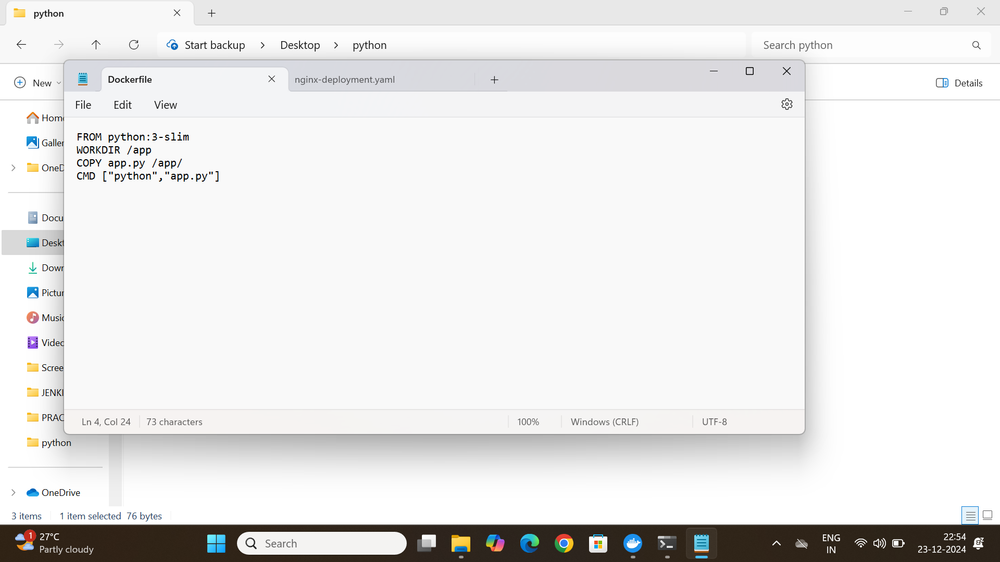 python
Start backup > Desktop > python
Search python
New
Details
Dockerfile
nginx-deployment.yaml
File Edit View
FROM python:3-slim
WORKDIR /app
COPY app.py /app/
CMD ["python","app.py"]
Ln 4, Col 24
73 characters
100%
Windows (CRLF)
UTF-8
Home
Galler
OneD
Docu
Deskt
Down
Pictur
Music
Video
Scree
JENKI
PRAC
python
OneDrive
3 items
1 item selected 76 bytes
1
27°C
Partly cloudy
Search
ENG
IN
22:54
23-12-2024